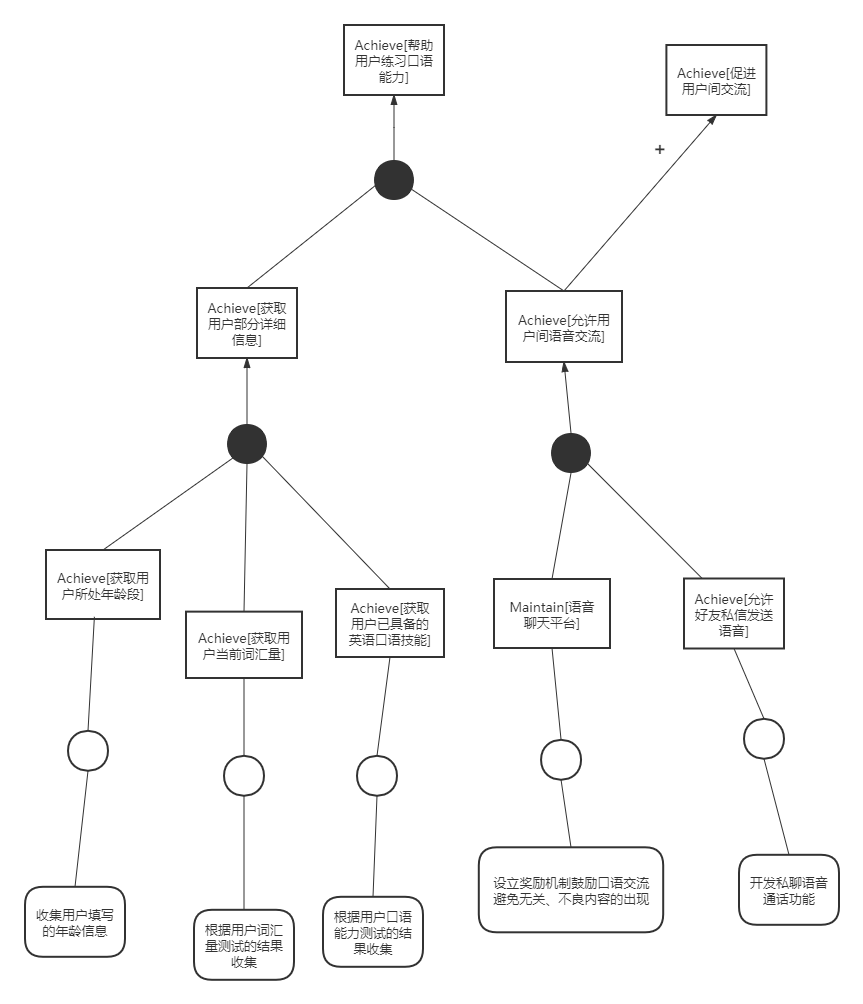 Achieve[帮助
用户练习口语
能力]
Achieve[促进
用户间交流]
+
Achieve[获取
用户部分详细
信息]
Achieve[允许用
户间语音交流]
Achieve[获取用
户所处年龄段]
Achieve[获取用
户当前词汇量]
Achieve[获取
用户已具备的
英语口语技能]
Maintain[语音
聊天平台]
Achieve[允许
好友私信发送
语音]
收集用户填写
的年龄信息
根据用户词汇
量测试的结果
收集
根据用户口语
能力测试的结
果收集
设立奖励机制鼓励口语交流
避免无关、不良内容的出现
开发私聊语音
通话功能